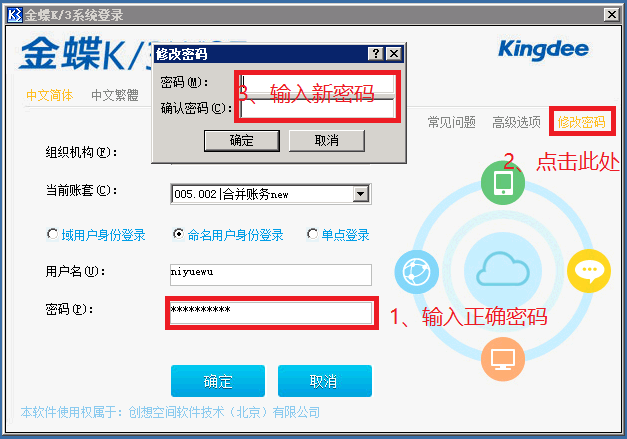 金蝶K/3系统登录
金蝶K/3
Kingdee
修改密码
密码(M):
3、输入新密码
确认密码(C):
确定
取消
中文简体
中文繁體
常见问题
高级选项
修改密码
2、点击此处
组织机构(E):
当前账套(C):
005.002|合并账务new
域用户身份登录
命名用户身份登录
单点登录
用户名(U):
niyuewu
密码(P):
**********
1、输入正确密码
确定
取消
本软件使用权属于：创想空间软件技术（北京）有限公司